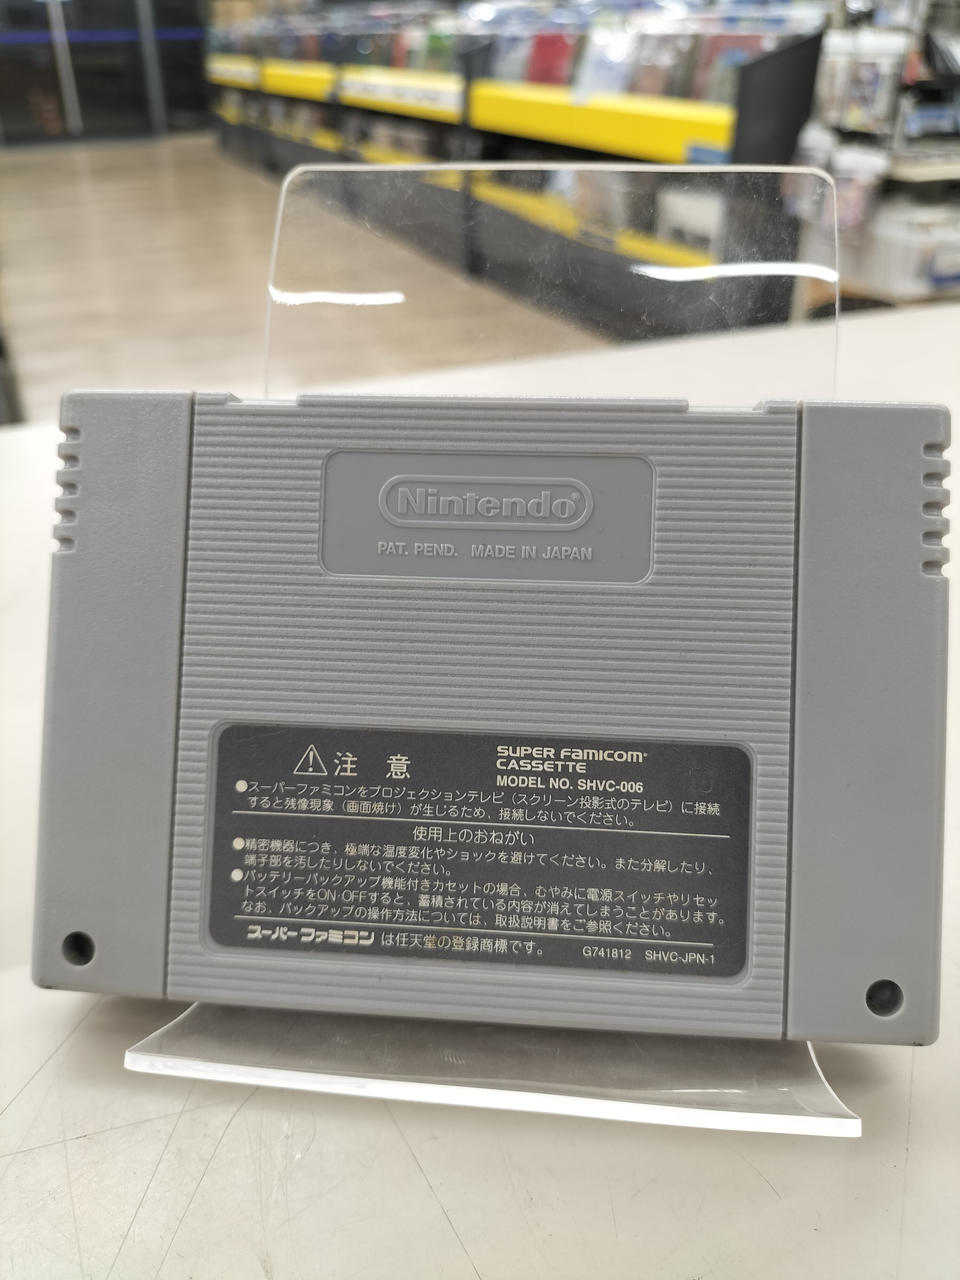 Nintendo®
PAT. PEND. MADE IN JAPAN
⚠注 意
SUPER FAMICOM®
CASSETTE
MODEL NO. SHVC-006
●スーパーファミコンをプロジェクションテレビ（スクリーン投影式のテレビ）に接続
すると残像現象（画面焼け）が生じるため、接続しないでください。
使用上のおねがい
●精密機器につき、極端な温度変化やショックを避けてください。また分解したり、
端子部を汚したりしないでください。
●バッテリーバックアップ機能付きカセットの場合、むやみに電源スイッチやリセッ
トスイッチをON・OFFすると、蓄積されている内容が消えてしまうことがあります。
なお、バックアップの操作方法については、取扱説明書をご参照ください。
スーパーファミコン は任天堂の登録商標です。
G741812 SHVC-JPN-1